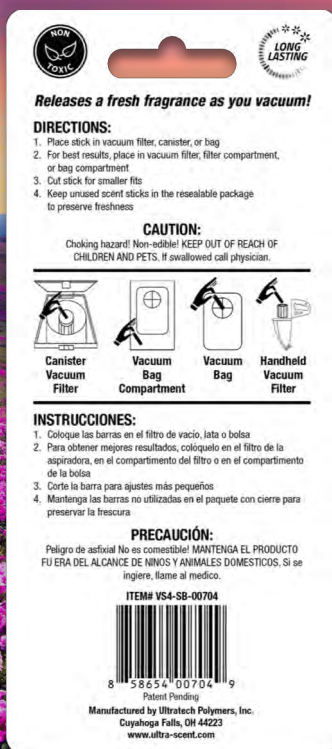 NON
TOXIC
LONG
LASTING
Releases a fresh fragrance as you vacuum!
DIRECTIONS:
1. Place stick in vacuum filter, canister, or bag
2. For best results, place in vacuum filter, filter compartment,
or bag compartment
3. Cut stick for smaller fits
4. Keep unused scent sticks in the resealable package
to preserve freshness
CAUTION:
Choking hazard! Non-edible! KEEP OUT OF REACH OF
CHILDREN AND PETS. If swallowed call physician.
Canister
Vacuum
Filter
Vacuum
Bag
Compartment
Vacuum
Bag
Handheld
Vacuum
Filter
INSTRUCCIONES:
1. Coloque las barras en el filtro de vacío, lata o bolsa
2. Para obtener mejores resultados, colóquelo en el filtro de la
aspiradora, en el compartimento del filtro o en el compartimento
de la bolsa
3. Corte la barra para ajustes más pequeños
4. Mantenga las barras no utilizadas en el paquete con cierre para
preservar la frescura
PRECAUCIÓN:
Peligro de asfixia! No es comestible! MANTENGA EL PRODUCTO
FU ERA DEL ALCANCE DE NINOS Y ANIMALES DOMESTICOS. Si se
ingiere, llame al medico.
ITEM# VS4-SB-00704
8 58654 00704 9
Patent Pending
Manufactured by Ultratech Polymers, Inc.
Cuyahoga Falls, OH 44223
www.ultra-scent.com